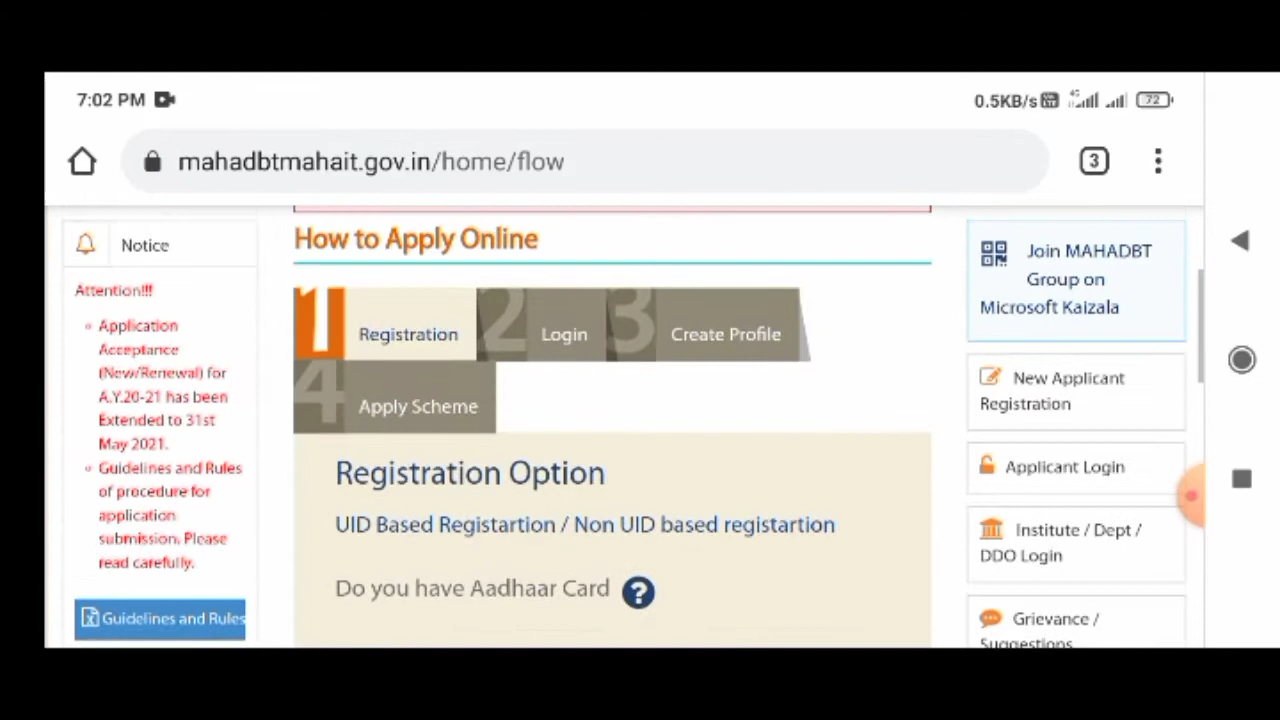 7:02 PM
0.5KB/s
4G
72
mahadbtmahait.gov.in/home/flow
3
Notice
Attention!!!
Application
Acceptance
(New/Renewal) for
A.Y.20-21 has been
Extended to 31st
May 2021.
Guidelines and Rules
of procedure for
application
submission. Please
read carefully.
Guidelines and Rules
How to Apply Online
1 Registration
2 Login
3 Create Profile
4 Apply Scheme
Registration Option
UID Based Registartion / Non UID based registartion
Do you have Aadhaar Card ?
Join MAHADBT
Group on
Microsoft Kaizala
New Applicant
Registration
Applicant Login
Institute / Dept /
DDO Login
Grievance /
Suggestions